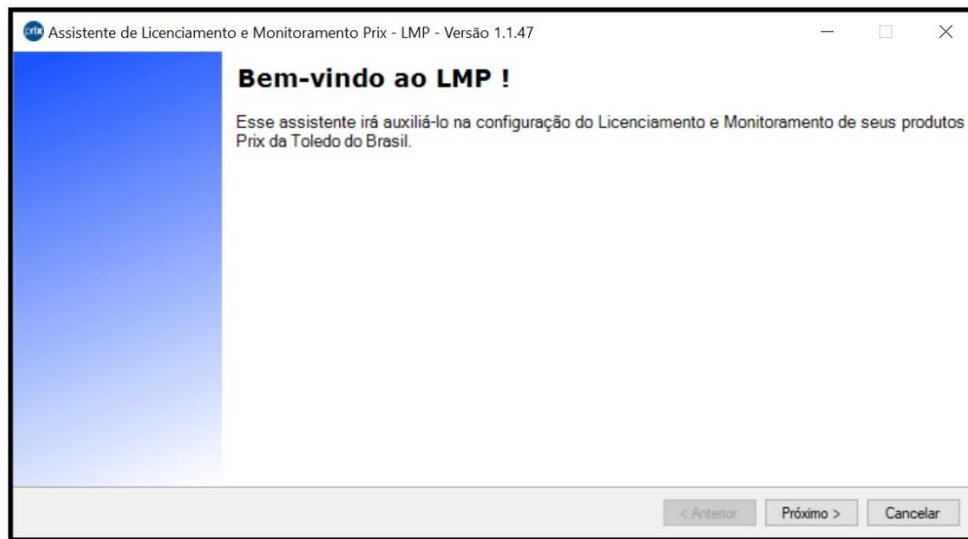 prix
Assistente de Licenciamento e Monitoramento Prix - LMP - Versão 1.1.47
Bem-vindo ao LMP !
Esse assistente irá auxiliá-lo na configuração do Licenciamento e Monitoramento de seus produtos
Prix da Toledo do Brasil.
< Anterior
Próximo >
Cancelar